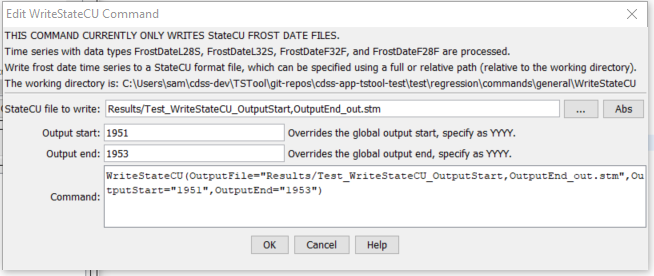 Edit WriteStateCU Command
THIS COMMAND CURRENTLY ONLY WRITES StateCU FROST DATE FILES.
Time series with data types FrostDateL28S, FrostDateL32S, FrostDateF32F, and FrostDateF28F are processed.
Write frost date time series to a StateCU format file, which can be specified using a full or relative path (relative to the working directory).
The working directory is: C:\Users\sam\cdss-dev\TSTool\git-repos\cdss-app-tstool-test\test\regression\commands\general\WriteStateCU
StateCU file to write: Results/Test_WriteStateCU_OutputStart,OutputEnd_out.stm ... Abs
Output start: 1951 Overrides the global output start, specify as YYYY.
Output end: 1953 Overrides the global output end, specify as YYYY.
Command: WriteStateCU(OutputFile="Results/Test_WriteStateCU_OutputStart,OutputEnd_out.stm",Ou
tputStart="1951",OutputEnd="1953")
OK Cancel Help